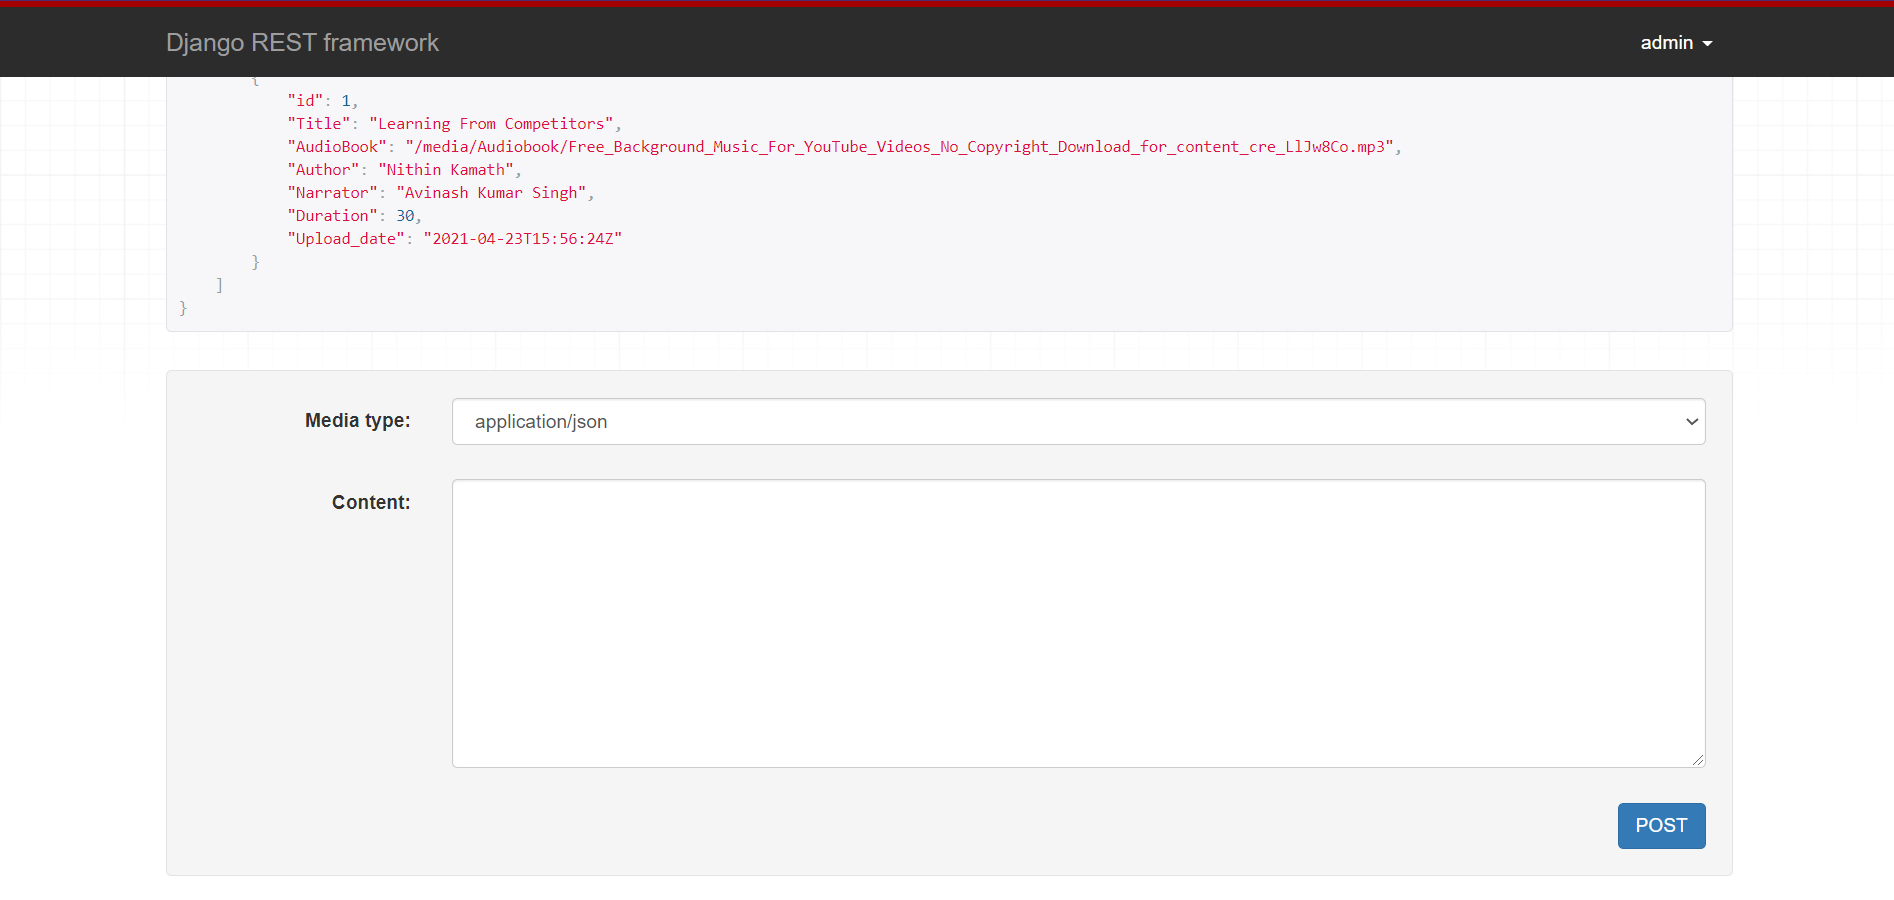 Django REST framework
admin
{
"id": 1,
"Title": "Learning From Competitors",
"AudioBook": "/media/Audiobook/Free_Background_Music_For_YouTube_Videos_No_Copyright_Download_for_content_cre_LlJw8Co.mp3",
"Author": "Nithin Kamath",
"Narrator": "Avinash Kumar Singh",
"Duration": 30,
"Upload_date": "2021-04-23T15:56:24Z"
}
]
}
Media type:
application/json
Content:
POST